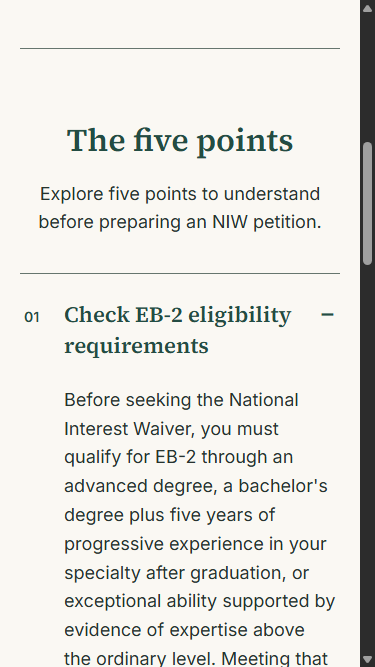 The five points
Explore five points to understand
before preparing an NIW petition.
01
Check EB-2 eligibility
requirements
Before seeking the National
Interest Waiver, you must
qualify for EB-2 through an
advanced degree, a bachelor's
degree plus five years of
progressive experience in your
specialty after graduation, or
exceptional ability supported by
evidence of expertise above
the ordinary level. Meeting that